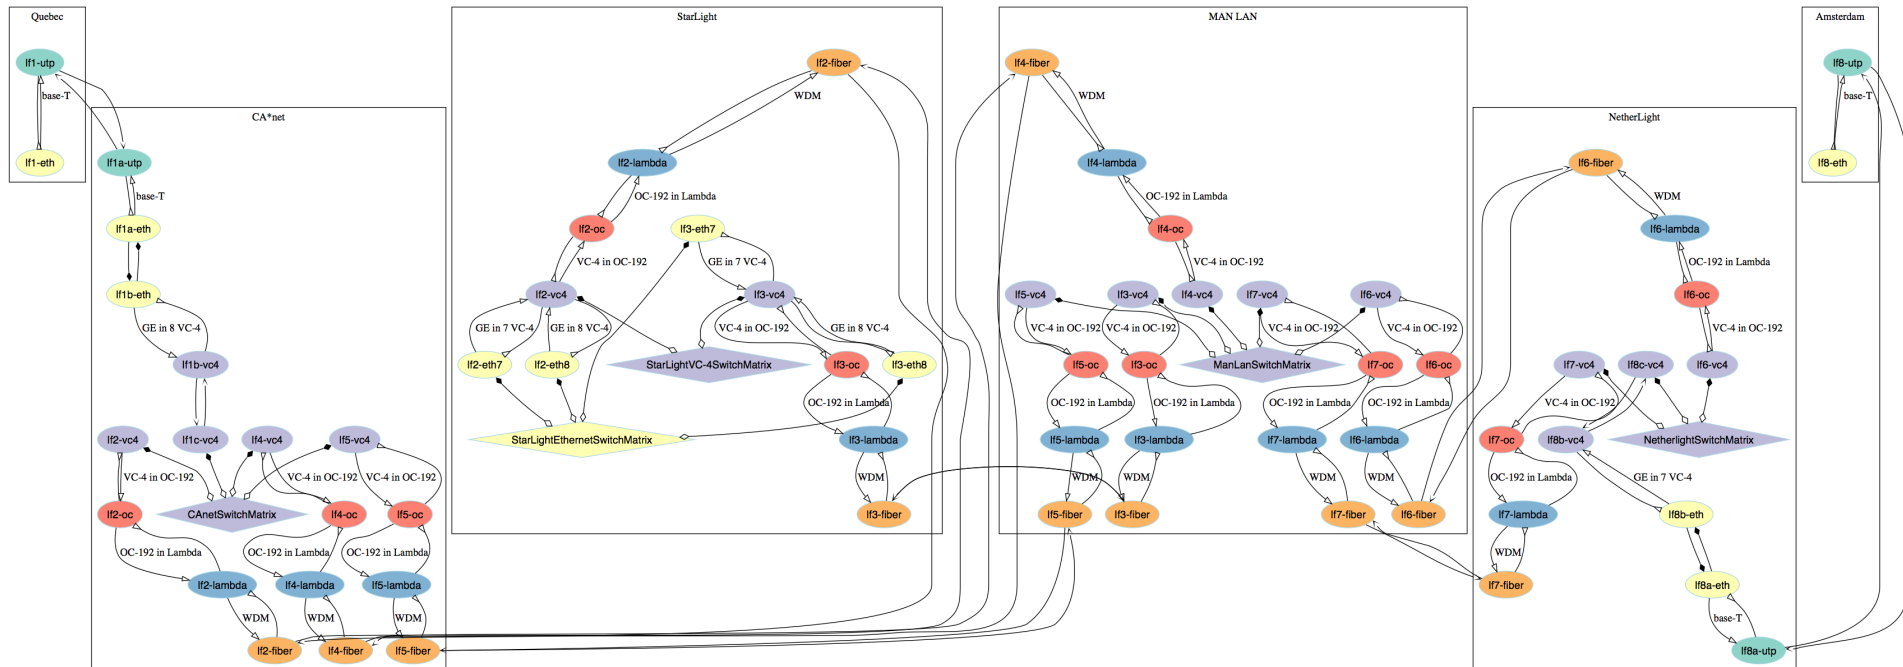 Quebec
If1-utp
base-T
If1-eth
CA*net
If1a-utp
base-T
If1a-eth
If1b-eth
GE in 8 VC-4
If1b-vc4
If2-vc4
If1c-vc4
If4-vc4
If5-vc4
VC-4 in OC-192
VC-4 in OC-192
VC-4 in OC-192
If2-oc
CAnetSwitchMatrix
If4-oc
If5-oc
OC-192 in Lambda
OC-192 in Lambda
OC-192 in Lambda
If2-lambda
If4-lambda
If5-lambda
WDM
WDM
WDM
If2-fiber
If4-fiber
If5-fiber
StarLight
If2-fiber
WDM
If2-lambda
OC-192 in Lambda
If2-oc
If3-eth7
VC-4 in OC-192
GE in 7 VC-4
If2-vc4
If3-vc4
GE in 7 VC-4
GE in 8 VC-4
VC-4 in OC-192
GE in 8 VC-4
If2-eth7
If2-eth8
StarLightVC-4SwitchMatrix
If3-oc
If3-eth8
OC-192 in Lambda
StarLightEthernetSwitchMatrix
If3-lambda
WDM
If3-fiber
MAN LAN
If4-fiber
WDM
If4-lambda
OC-192 in Lambda
If4-oc
VC-4 in OC-192
If5-vc4
If3-vc4
If4-vc4
If7-vc4
If6-vc4
VC-4 in OC-192
VC-4 in OC-192
VC-4 in OC-192
VC-4 in OC-192
If5-oc
If3-oc
ManLanSwitchMatrix
If7-oc
If6-oc
OC-192 in Lambda
OC-192 in Lambda
OC-192 in Lambda
OC-192 in Lambda
If5-lambda
If3-lambda
If7-lambda
If6-lambda
WDM
WDM
WDM
WDM
If5-fiber
If3-fiber
If7-fiber
If6-fiber
NetherLight
If6-fiber
WDM
If6-lambda
OC-192 in Lambda
If6-oc
VC-4 in OC-192
If7-vc4
If8c-vc4
If6-vc4
VC-4 in OC-192
If7-oc
If8b-vc4
NetherlightSwitchMatrix
OC-192 in Lambda
GE in 7 VC-4
If7-lambda
If8b-eth
WDM
If7-fiber
If8a-eth
base-T
If8a-utp
Amsterdam
If8-utp
base-T
If8-eth